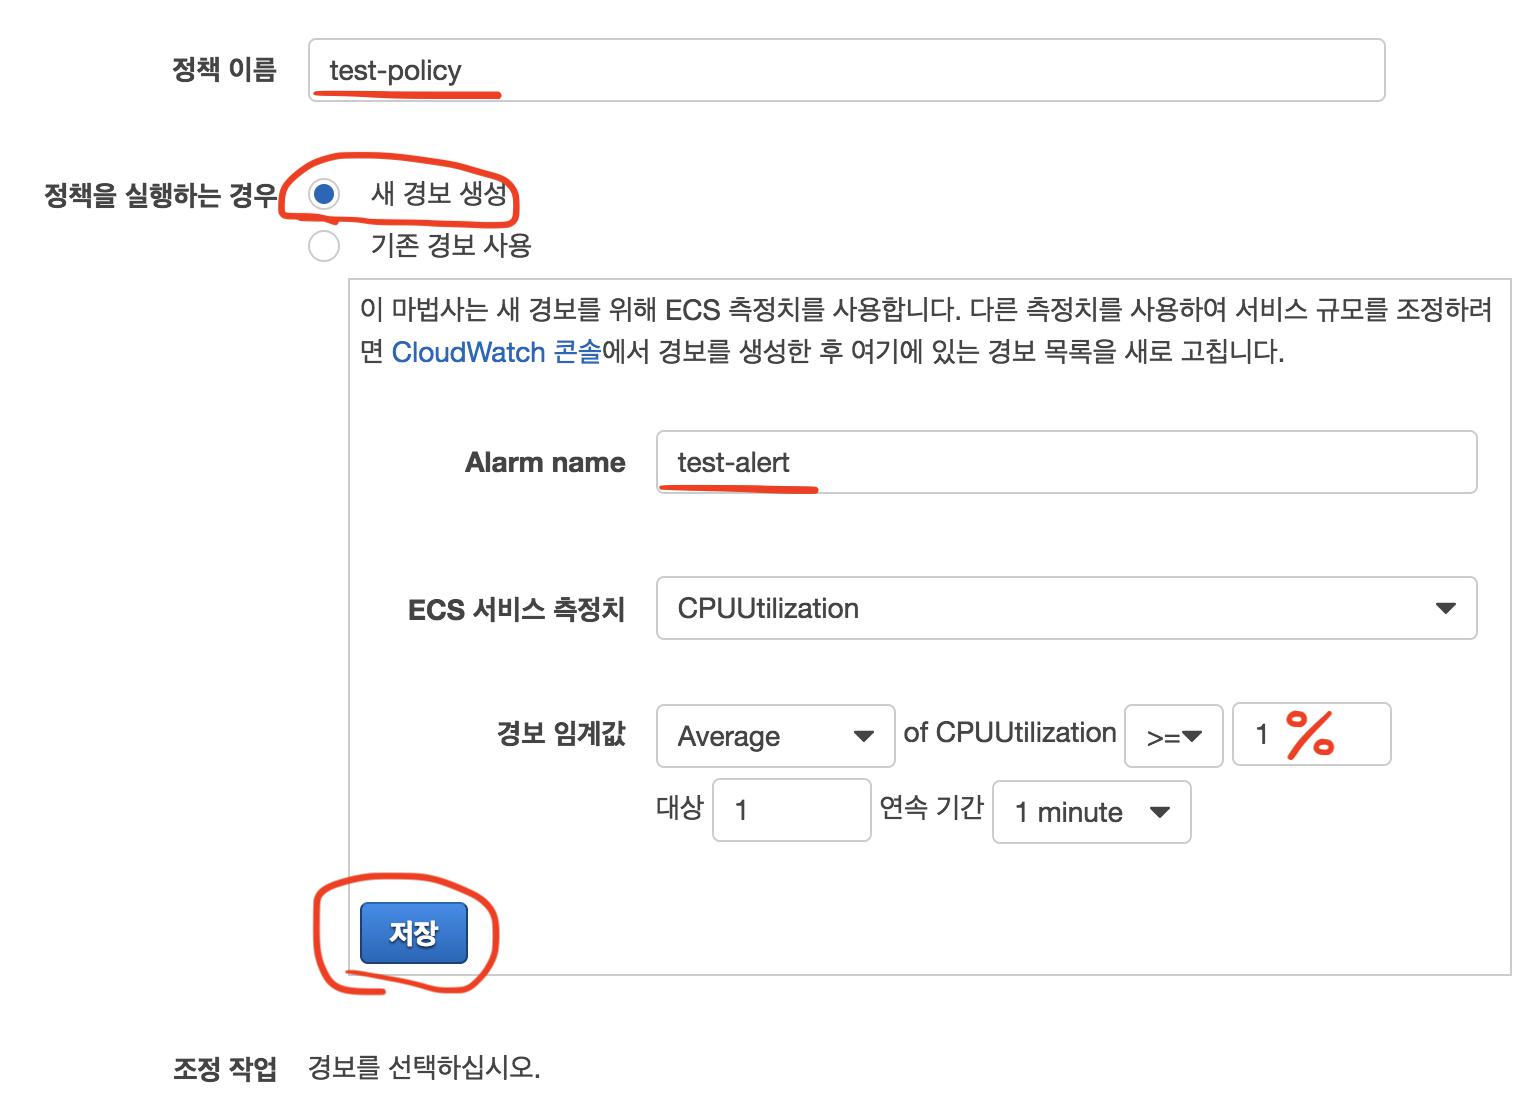 정책 이름 test-policy
정책을 실행하는 경우 새 경보 생성
기존 경보 사용
이 마법사는 새 경보를 위해 ECS 측정치를 사용합니다. 다른 측정치를 사용하여 서비스 규모를 조정하려
면 CloudWatch 콘솔에서 경보를 생성한 후 여기에 있는 경보 목록을 새로 고칩니다.
Alarm name test-alert
ECS 서비스 측정치 CPUUtilization
경보 임계값 Average of CPUUtilization >= 1 %
대상 1 연속 기간 1 minute
저장
조정 작업 경보를 선택하십시오.